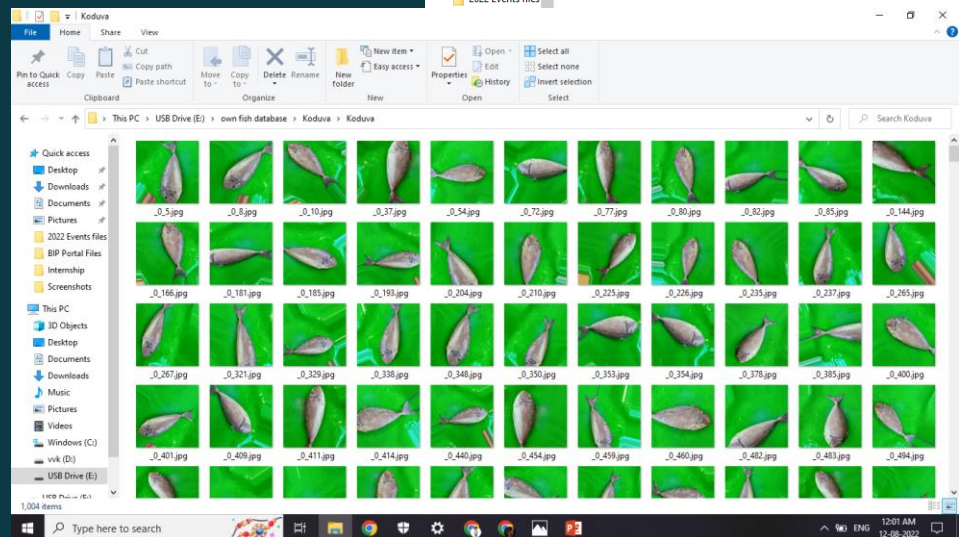 2022 Events files
Koduva
File Home Share View
Pin to Quick access
Copy
Paste
Cut
Copy path
Paste shortcut
Clipboard
Move to
Copy to
Delete
Rename
Organize
New folder
New item
Easy access
New
Properties
Open
Edit
History
Open
Select all
Select none
Invert selection
Select
This PC > USB Drive (E:) > own fish database > Koduva > Koduva
Search Koduva
Quick access
Desktop
Downloads
Documents
Pictures
2022 Events files
BIP Portal Files
Internship
Screenshots
This PC
3D Objects
Desktop
Documents
Downloads
Music
Pictures
Videos
Windows (C:)
vvk (D:)
USB Drive (E:)
USB Drive (E:)
_0_5.jpg _0_8.jpg _0_10.jpg _0_37.jpg _0_54.jpg _0_72.jpg _0_77.jpg _0_80.jpg _0_82.jpg _0_85.jpg _0_144.jpg
_0_166.jpg _0_181.jpg _0_185.jpg _0_193.jpg _0_204.jpg _0_210.jpg _0_225.jpg _0_226.jpg _0_235.jpg _0_237.jpg _0_265.jpg
_0_267.jpg _0_321.jpg _0_329.jpg _0_338.jpg _0_348.jpg _0_350.jpg _0_353.jpg _0_354.jpg _0_378.jpg _0_385.jpg _0_400.jpg
_0_401.jpg _0_409.jpg _0_411.jpg _0_414.jpg _0_440.jpg _0_454.jpg _0_459.jpg _0_460.jpg _0_482.jpg _0_483.jpg _0_494.jpg
1,004 items
Type here to search
ENG
12:01 AM
12-08-2022